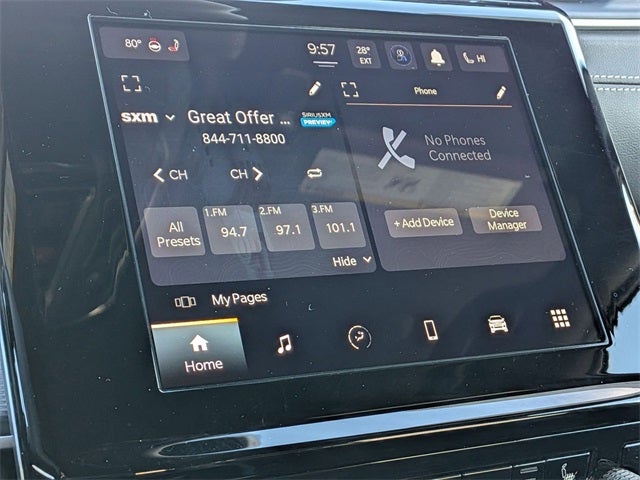 80°
9:57
28°
EXT
HI
sxm
Great Offer ...
SIRIUSXM
PREVIEW
844-711-8800
CH
CH
All
Presets
1.FM
94.7
2.FM
97.1
3.FM
101.1
Hide
Phone
No Phones
Connected
+ Add Device
Device
Manager
My Pages
Home